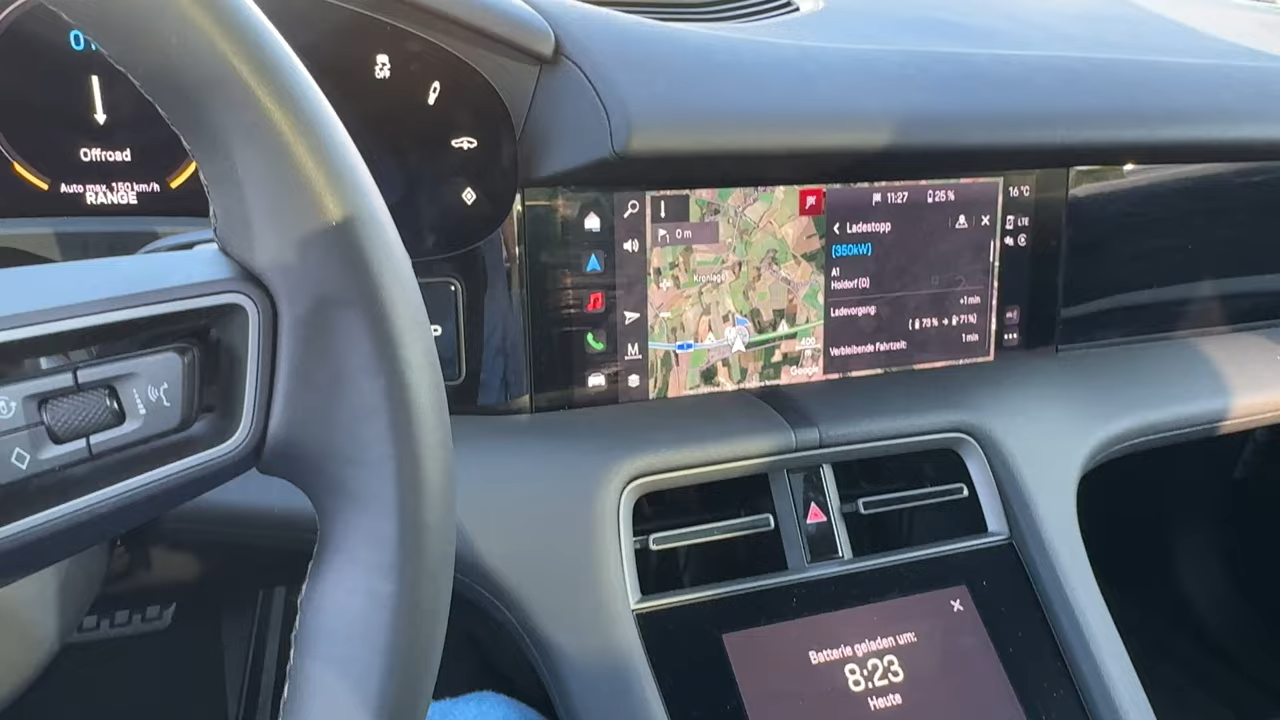 OFF
Offroad
Auto max. 150 km/h
RANGE
P
11:27
25 %
16 °C
LTE
0 m
Ladestopp
(350kW)
A1
Holdorf (D)
Kronlage
Ladevorgang:
+1 min
( 73 % → 71 %)
Verbleibende Fahrtzeit:
1 min
400
Google
M
Batterie geladen um:
8:23
Heute